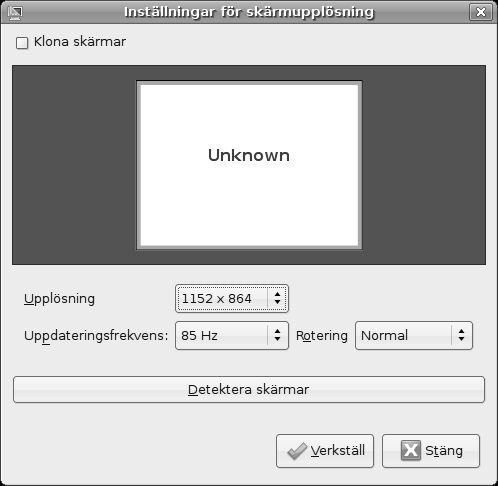 Inställningar för skärmupplösning
Klona skärmar
Unknown
Upplösning 1152 x 864
Uppdateringsfrekvens: 85 Hz Rotering Normal
Detektera skärmar
Verkställ Stäng